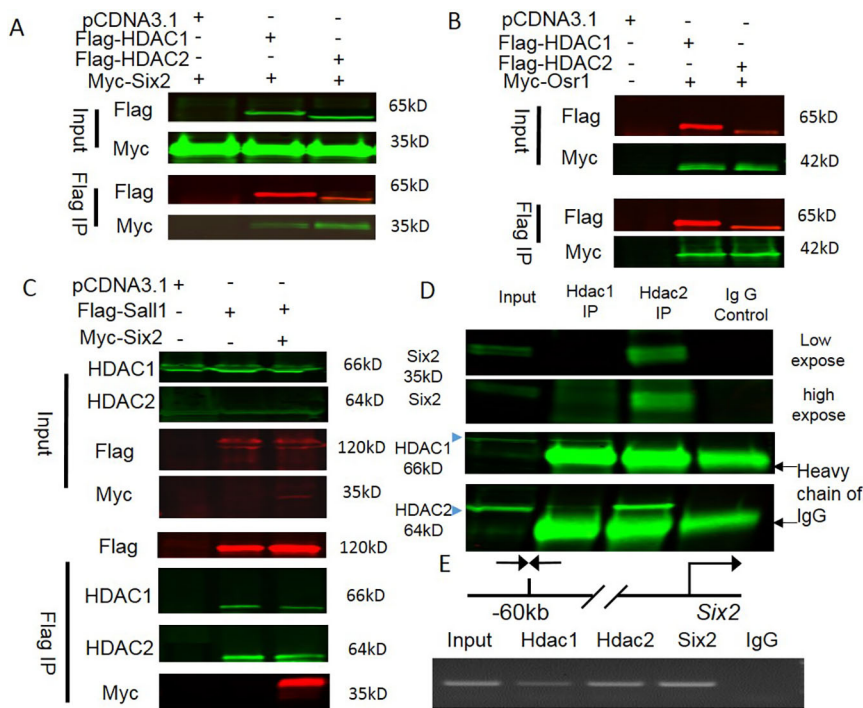 A
pCDNA3.1 + - -
Flag-HDAC1 - + -
Flag-HDAC2 - - +
Myc-Six2 + + +
Input
Flag 65kD
Myc 35kD
Flag IP
Flag 65kD
Myc 35kD
B
pCDNA3.1 + - -
Flag-HDAC1 - + -
Flag-HDAC2 - - +
Myc-Osr1 - + +
Input
Flag 65kD
Myc 42kD
Flag IP
Flag 65kD
Myc 42kD
C
pCDNA3.1 + - -
Flag-Sall1 - + +
Myc-Six2 - - +
Input
HDAC1 66kD
HDAC2 64kD
Flag 120kD
Myc 35kD
Flag IP
Flag 120kD
HDAC1 66kD
HDAC2 64kD
Myc 35kD
D
Input Hdac1 IP Hdac2 IP Ig G Control
Six2 35kD Low expose
Six2 high expose
HDAC1 66kD
HDAC2 64kD
Heavy chain of IgG
E
-60kb Six2
Input Hdac1 Hdac2 Six2 IgG